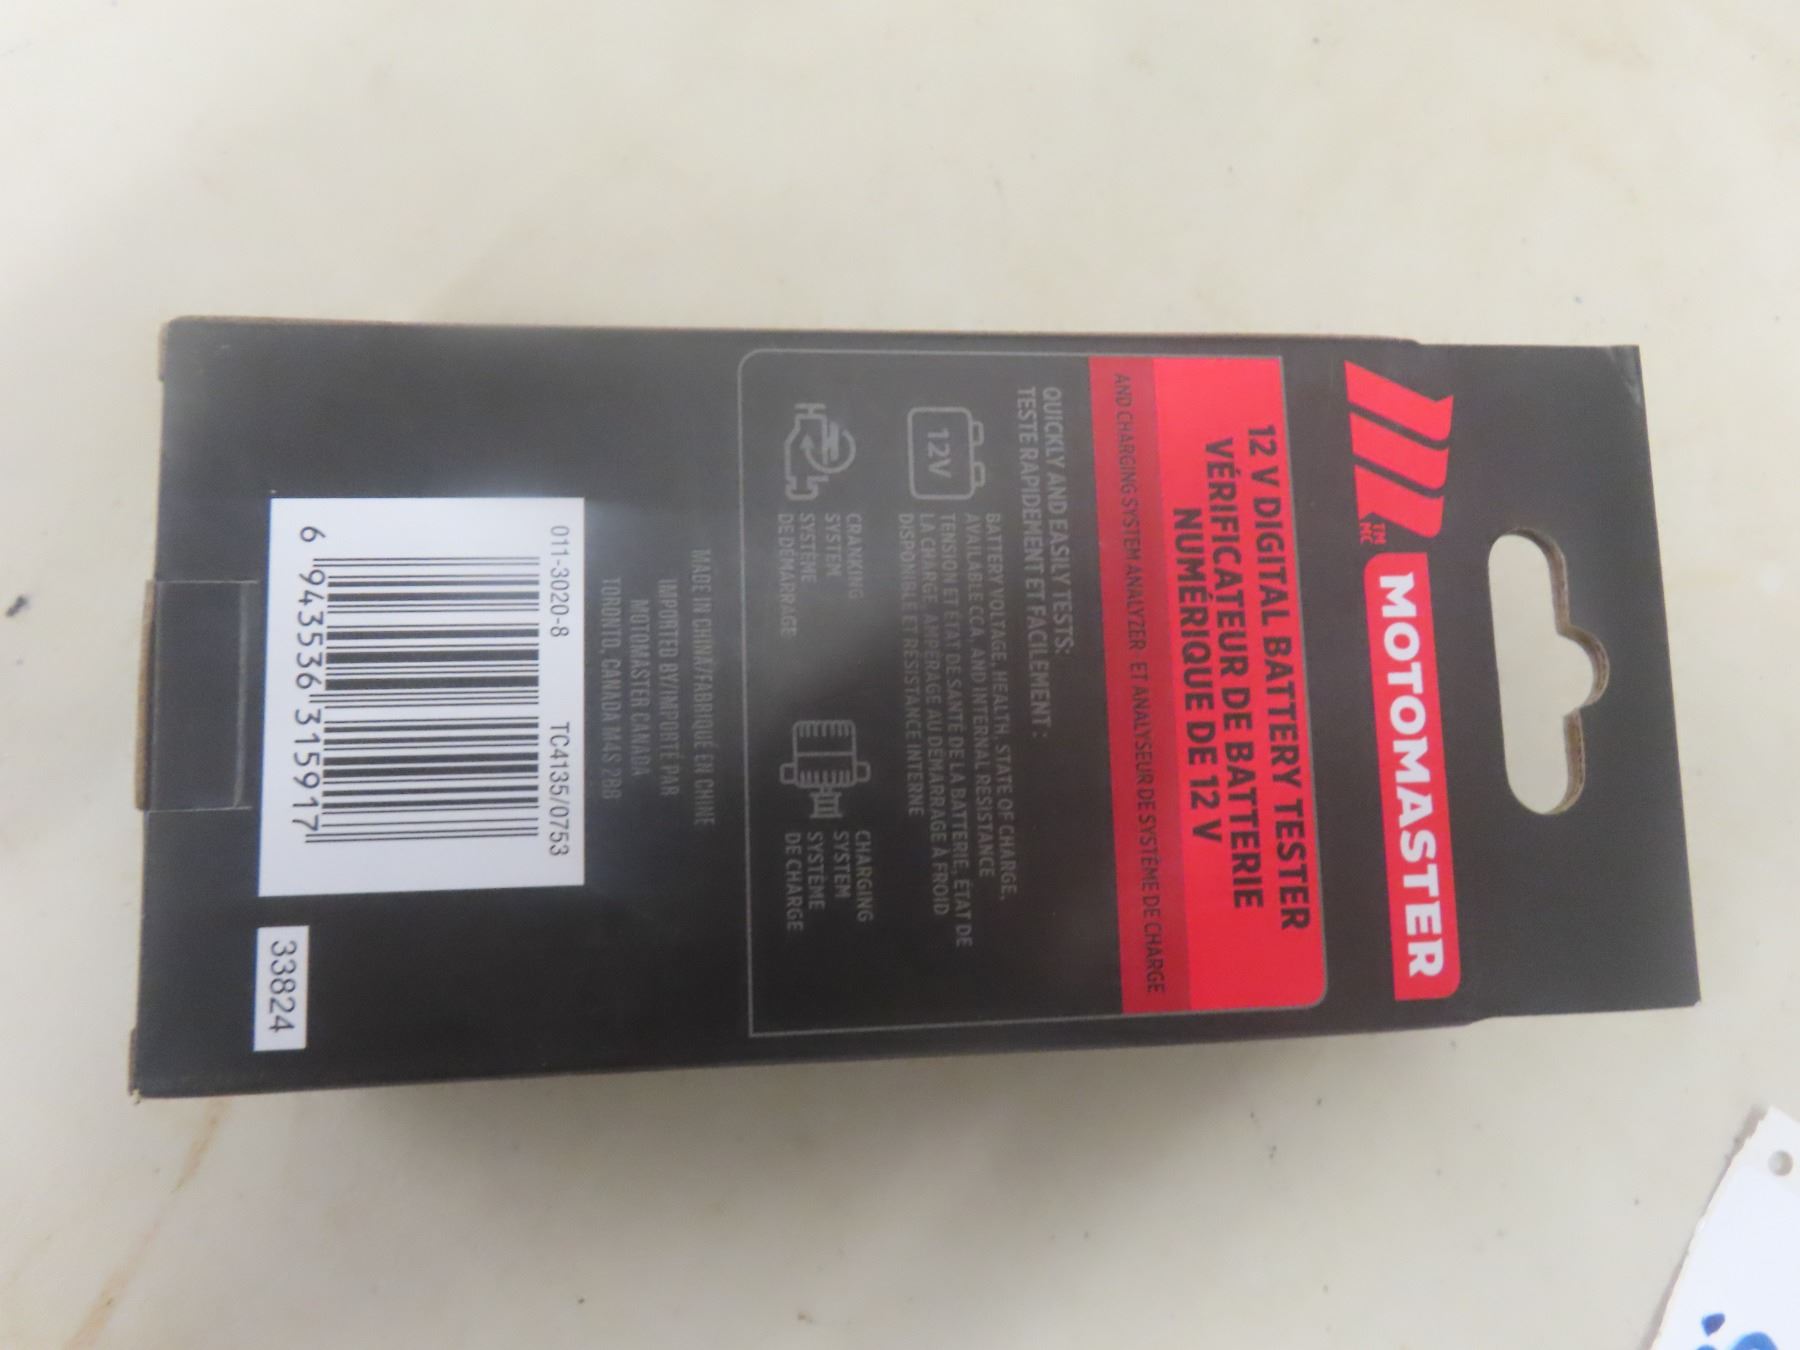 MOTOMASTER
TM
MC
12 V DIGITAL BATTERY TESTER
VÉRIFICATEUR DE BATTERIE
NUMÉRIQUE DE 12 V
AND CHARGING SYSTEM ANALYZER ET ANALYSEUR DE SYSTÈME DE CHARGE
QUICKLY AND EASILY TESTS:
TESTE RAPIDEMENT ET FACILEMENT :
12V
BATTERY VOLTAGE, HEALTH, STATE OF CHARGE,
AVAILABLE CCA, AND INTERNAL RESISTANCE
TENSION ET ÉTAT DE SANTÉ DE LA BATTERIE, ÉTAT DE
LA CHARGE, AMPÉRAGE AU DÉMARRAGE À FROID
DISPONIBLE ET RÉSISTANCE INTERNE
CRANKING
SYSTEM
SYSTÈME
DE DÉMARRAGE
CHARGING
SYSTEM
SYSTÈME
DE CHARGE
MADE IN CHINA/FABRIQUÉ EN CHINE
IMPORTED BY/IMPORTÉ PAR
MOTOMASTER CANADA
TORONTO, CANADA M4S 2B8
011-3020-8 TC4135/0753
6 943536 315917
33824